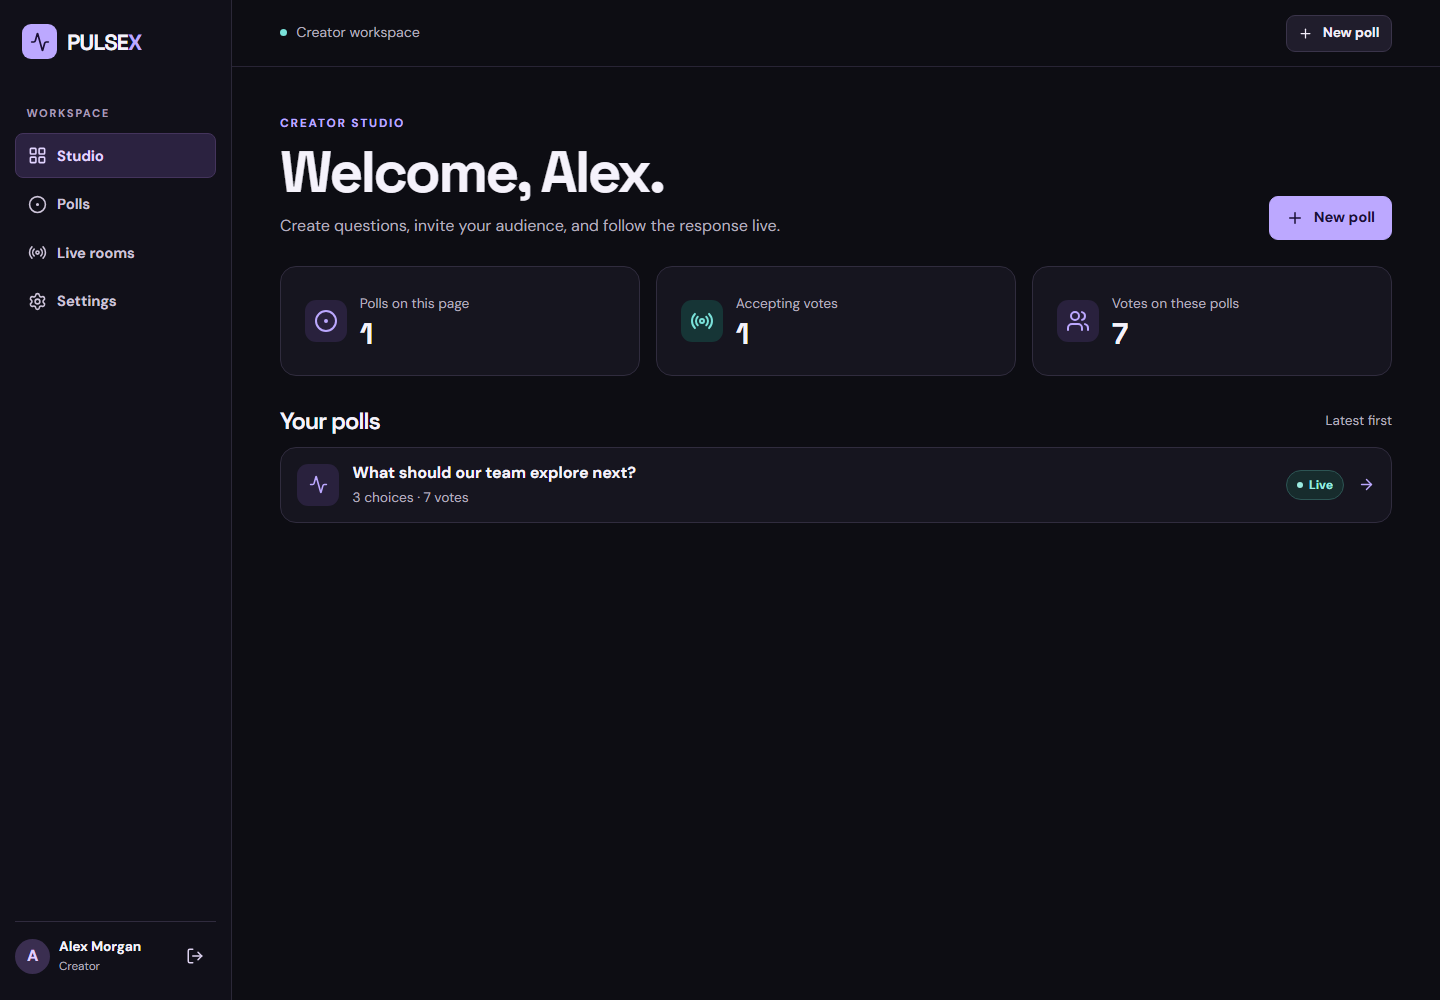 PULSEX
WORKSPACE
Studio
Polls
Live rooms
Settings
Alex Morgan
A
Creator
Creator workspace
New poll
CREATOR STUDIO
Welcome, Alex.
Create questions, invite your audience, and follow the response live.
New poll
Polls on this page
1
Accepting votes
1
Votes on these polls
7
Your polls
Latest first
What should our team explore next?
3 choices · 7 votes
Live